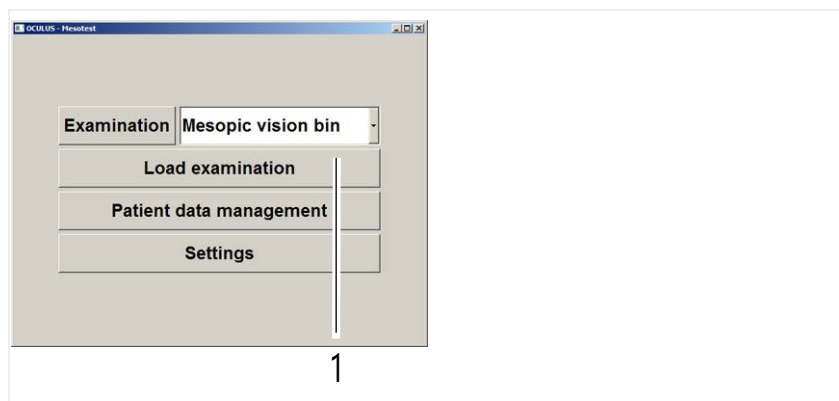 OCULUS - Mesotest
Examination Mesopic vision bin
Load examination
Patient data management
Settings
1